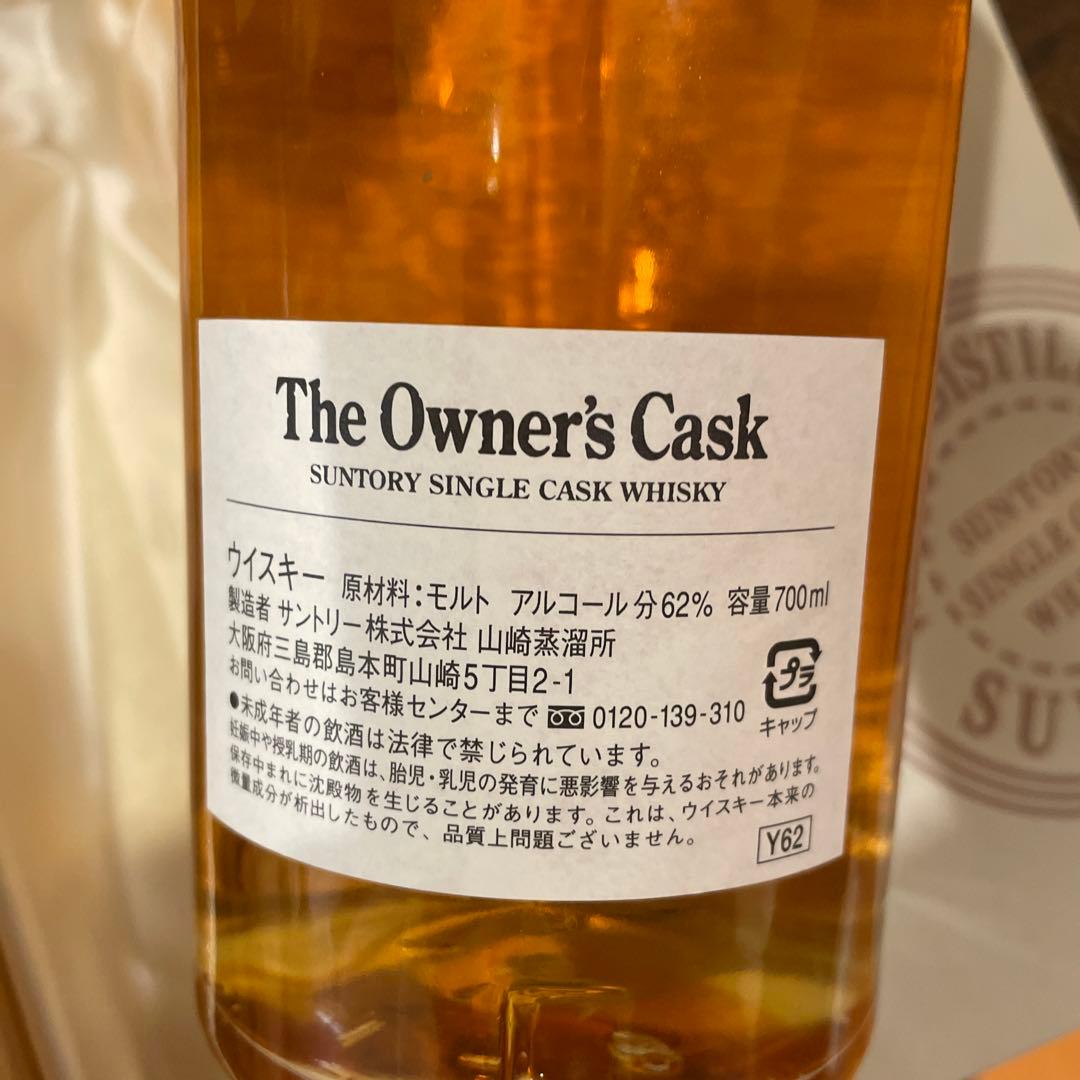 The Owner's Cask
SUNTORY SINGLE CASK WHISKY
ウイスキー 原材料:モルト アルコール分62% 容量700ml
製造者 サントリー株式会社 山崎蒸溜所
大阪府三島郡島本町山崎5丁目2-1
お問い合わせはお客様センターまで 0120-139-310
プラ
キャップ
●未成年者の飲酒は法律で禁じられています。
妊娠中や授乳期の飲酒は、胎児・乳児の発育に悪影響を与えるおそれがあります。
保存中まれに沈殿物を生じることがあります。これは、ウイスキー本来の
微量成分が析出したもので、品質上問題ございません。
Y62
DISTILL
SUNTORY
SINGLE
WH
SU